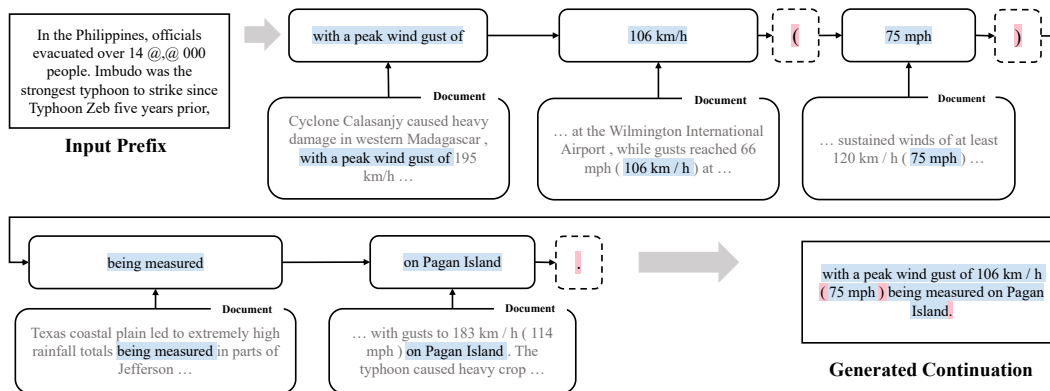 In the Philippines, officials
evacuated over 14 @,@ 000
people. Imbudo was the
strongest typhoon to strike since
Typhoon Zeb five years prior,
Input Prefix
with a peak wind gust of
106 km/h
(
75 mph
)
Document
Cyclone Calasanjy caused heavy
damage in western Madagascar ,
with a peak wind gust of 195
km/h …
Document
… at the Wilmington International
Airport , while gusts reached 66
mph ( 106 km / h ) at …
Document
… sustained winds of at least
120 km / h ( 75 mph ) …
being measured
on Pagan Island
.
Document
Texas coastal plain led to extremely high
rainfall totals being measured in parts of
Jefferson …
Document
… with gusts to 183 km / h ( 114
mph ) on Pagan Island . The
typhoon caused heavy crop …
with a peak wind gust of 106 km / h
( 75 mph ) being measured on Pagan
Island.
Generated Continuation